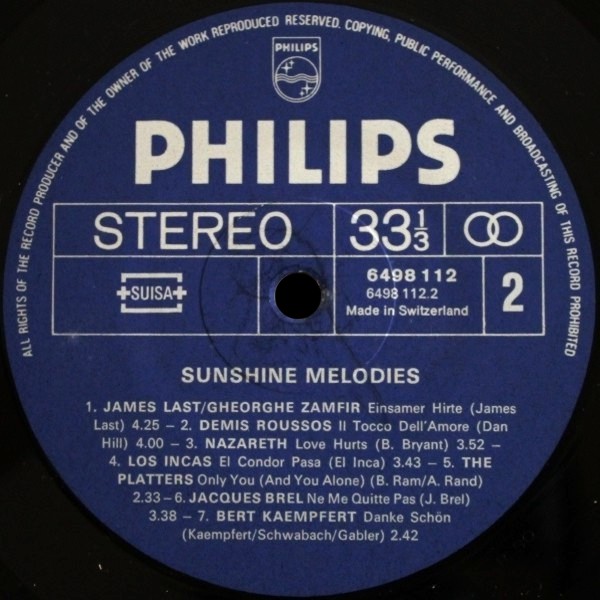 ALL RIGHTS OF THE RECORD PRODUCER AND OF THE OWNER OF THE WORK REPRODUCED RESERVED. COPYING, PUBLIC PERFORMANCE AND BROADCASTING OF THIS RECORD PROHIBITED
PHILIPS
PHILIPS
STEREO 33 1/3
SUISA
6498 112
6498 112.2
Made in Switzerland
2
SUNSHINE MELODIES
1. JAMES LAST/GHEORGHE ZAMFIR Einsamer Hirte (James
Last) 4.25 – 2. DEMIS ROUSSOS Il Tocco Dell'Amore (Dan
Hill) 4.00 – 3. NAZARETH Love Hurts (B. Bryant) 3.52 –
4. LOS INCAS El Condor Pasa (El Inca) 3.43 – 5. THE
PLATTERS Only You (And You Alone) (B. Ram/A. Rand)
2.33 – 6. JACQUES BREL Ne Me Quitte Pas (J. Brel)
3.38 – 7. BERT KAEMPFERT Danke Schön
(Kaempfert/Schwabach/Gabler) 2.42